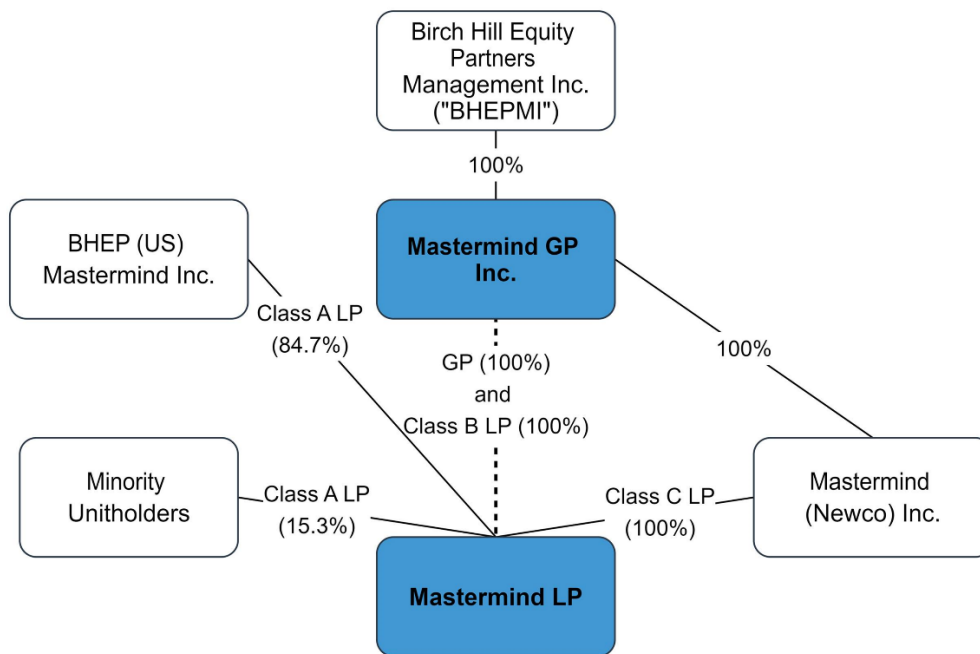 Birch Hill Equity
Partners
Management Inc.
("BHEPMI")
100%
BHEP (US)
Mastermind Inc.
Mastermind GP
Inc.
Class A LP
(84.7%)
GP (100%)
and
Class B LP (100%)
100%
Minority
Unitholders
Class A LP
(15.3%)
Class C LP
(100%)
Mastermind
(Newco) Inc.
Mastermind LP